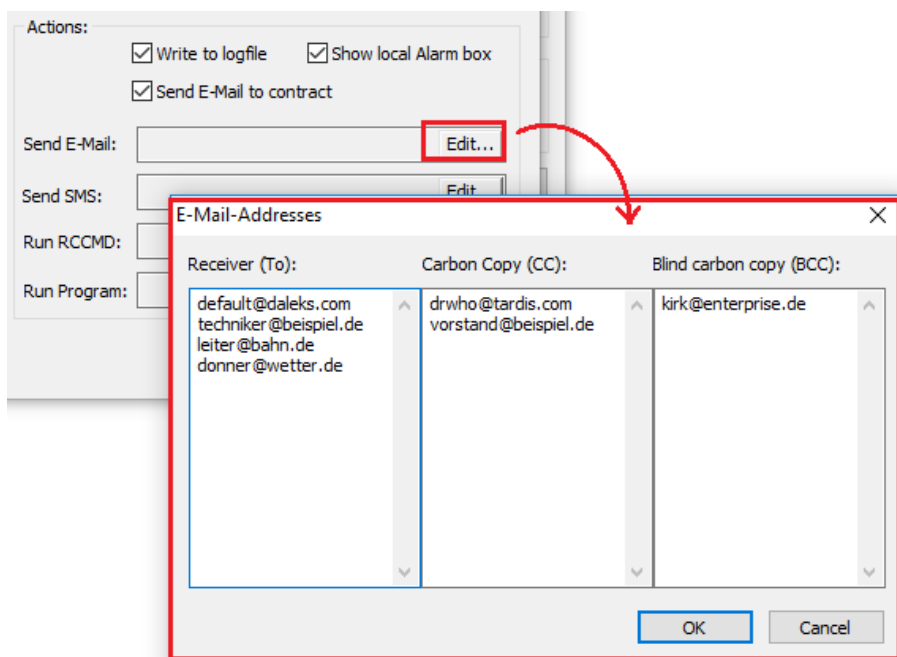 Actions:
Write to logfile
Show local Alarm box
Send E-Mail to contract
Send E-Mail:
Edit...
Send SMS:
Edit
Run RCCMD:
Run Program:
E-Mail-Addresses
Receiver (To):
Carbon Copy (CC):
Blind carbon copy (BCC):
default@daleks.com
techniker@beispiel.de
leiter@bahn.de
donner@wetter.de
drwho@tardis.com
vorstand@beispiel.de
kirk@enterprise.de
OK
Cancel